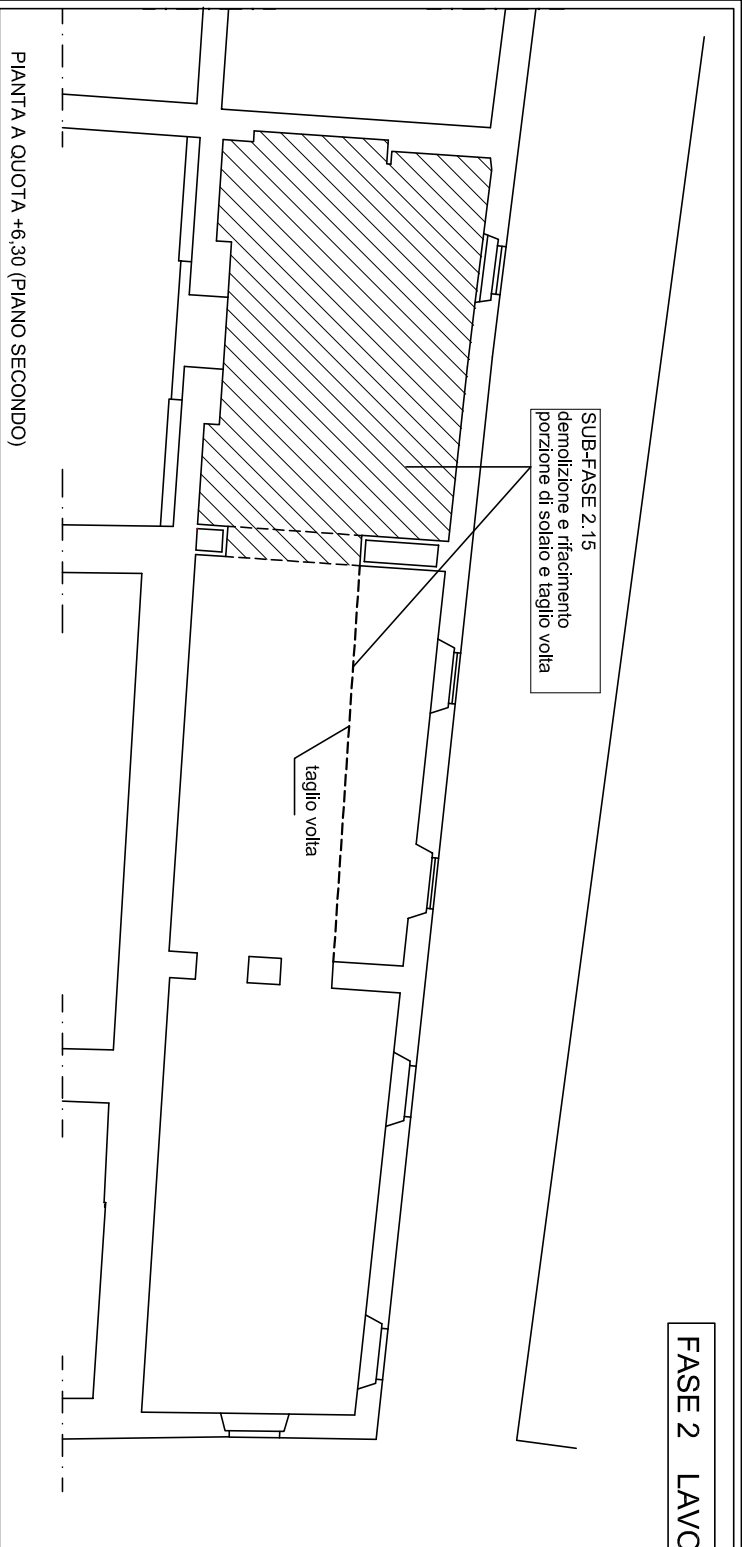 FASE 2 LAVO
SUB-FASE 2.15
demolizione e rifacimento
porzione di solaio e taglio volta
taglio volta
PIANTA A QUOTA +6,30 (PIANO SECONDO)